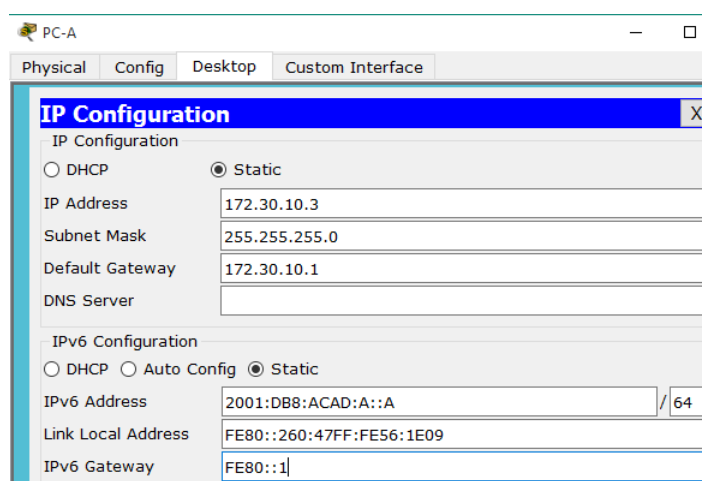 PC-A
Physical Config Desktop Custom Interface
IP Configuration X
IP Configuration
DHCP Static
IP Address 172.30.10.3
Subnet Mask 255.255.255.0
Default Gateway 172.30.10.1
DNS Server
IPv6 Configuration
DHCP Auto Config Static
IPv6 Address 2001:DB8:ACAD:A::A / 64
Link Local Address FE80::260:47FF:FE56:1E09
IPv6 Gateway FE80::1